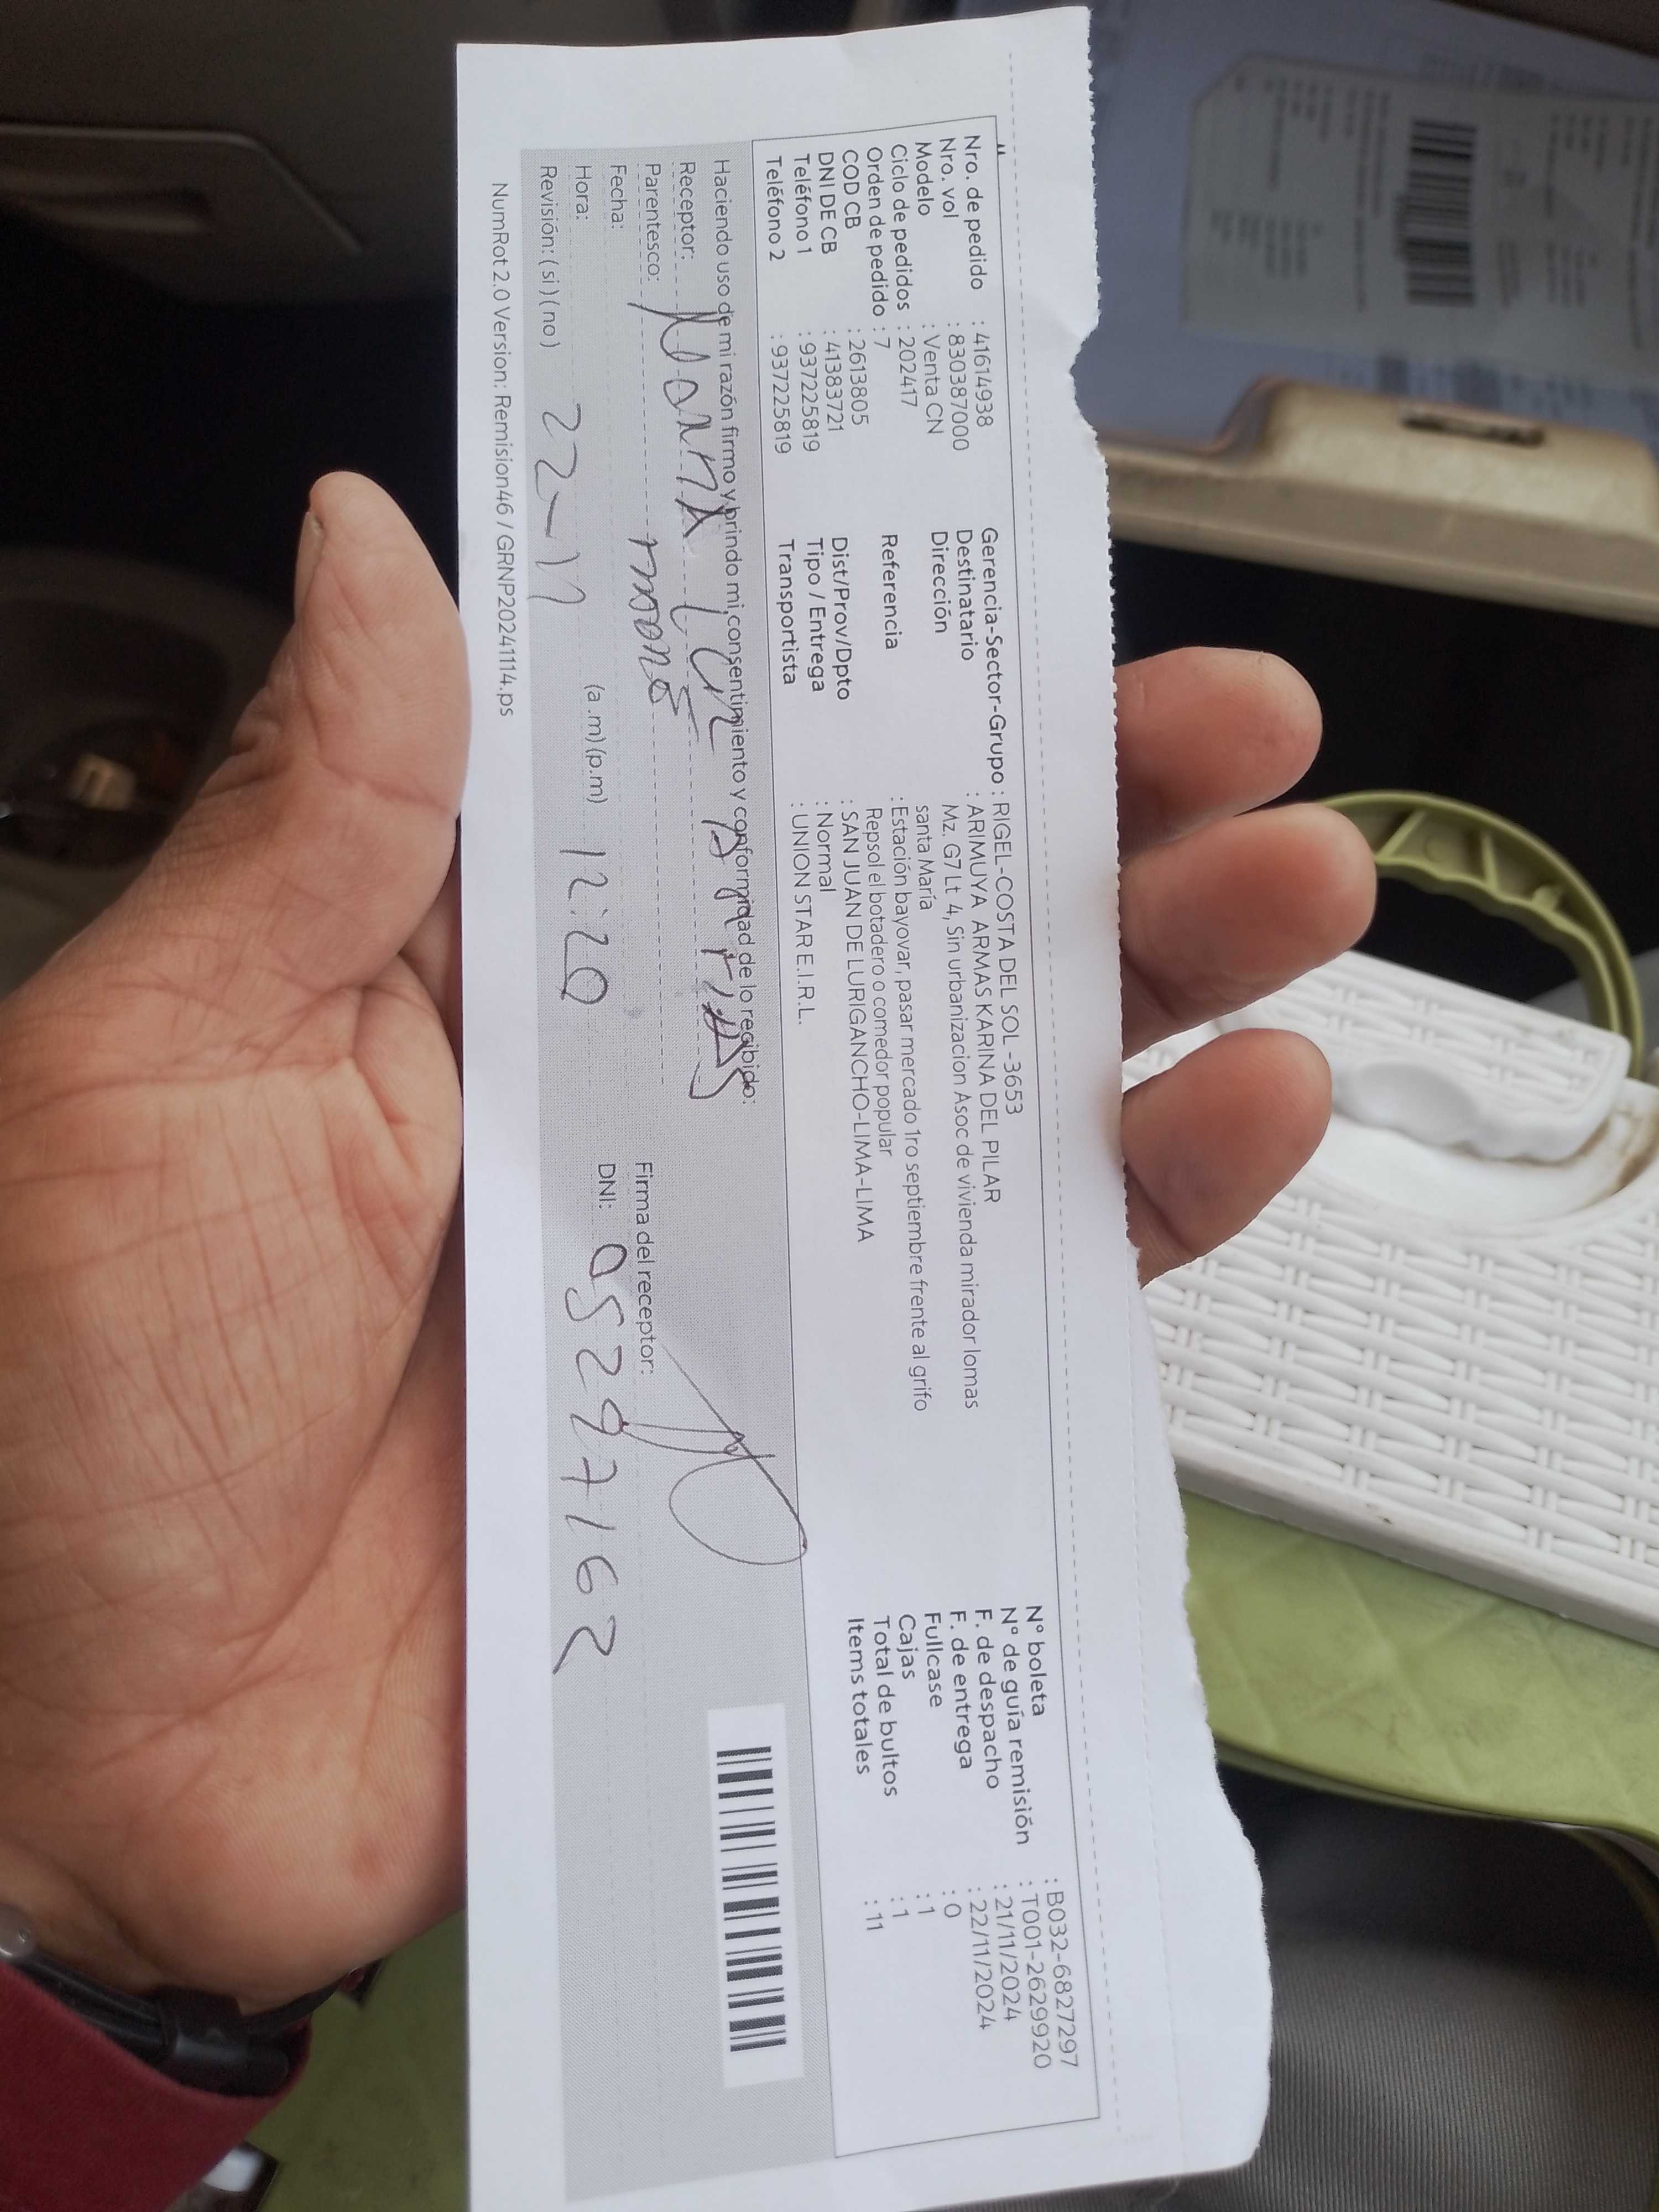 Nro. de pedido : 41614938
Nro. vol : 8303870000
Modelo : Venta CN
Ciclo de pedidos : 202417
Orden de pedido : 7
COD CB : 2613805
DNI DE CB : 41383721
Teléfono 1 : 937225819
Teléfono 2 : 937225819
Gerencia-Sector-Grupo : RIGEL-COSTA DEL SOL -3653
Destinatario : ARIMUYA ARMAS KARINA DEL PILAR
Dirección Mz. G7 Lt 4, Sin urbanizacion Asoc de vivienda mirador lomas
santa María
Referencia : Estación bayovar, pasar mercado 1ro septiembre frente al grifo
Repsol el botadero o comedor popular
Dist/Prov/Dpto : SAN JUAN DE LURIGANCHO-LIMA-LIMA
Tipo / Entrega : Normal
Transportista : UNION STAR E.I.R.L.
N° boleta : B032-6827297
N° de guía remisión : T001-2629920
F. de despacho : 21/11/2024
F. de entrega : 22/11/2024
Fullcase : 0
Cajas : 1
Total de bultos : 1
Items totales : 11
Haciendo uso de mi razón firmo y brindo mi consentimiento y conformidad de lo recibido:
Receptor:
Parentesco:
Fecha:
Hora: (a.m) (p.m) 12:20
Revisión: ( si ) ( no ) 22-11
Firma del receptor:
DNI: 05297162
NumRot 2.0 Version: Remision46 / GRNP20241114.ps